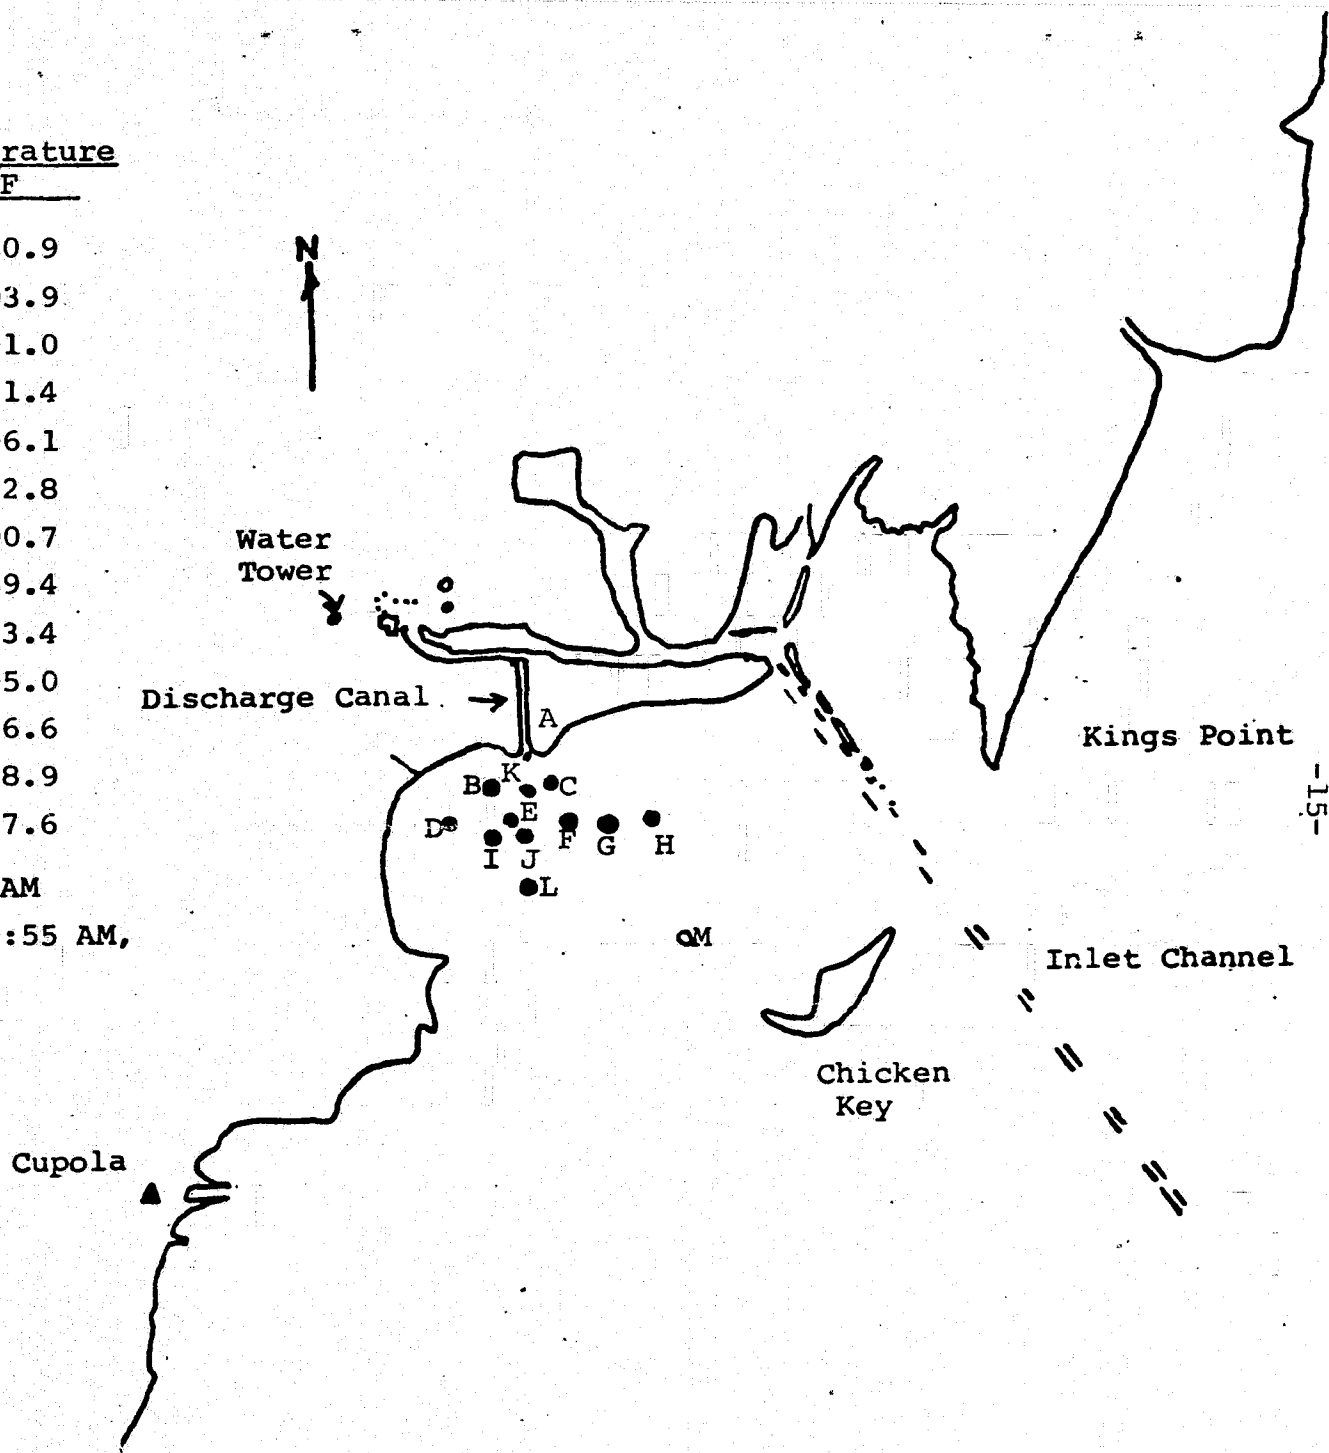 rature
F
0.9
3.9
1.0
1.4
6.1
2.8
0.7
9.4
3.4
5.0
6.6
8.9
7.6
AM
:55 AM,
N
Water
Tower
Discharge Canal
A
B
K
C
D
E
F
G
H
I
J
L
M
Kings Point
Inlet Channel
Chicken
Key
Cupola
-15-